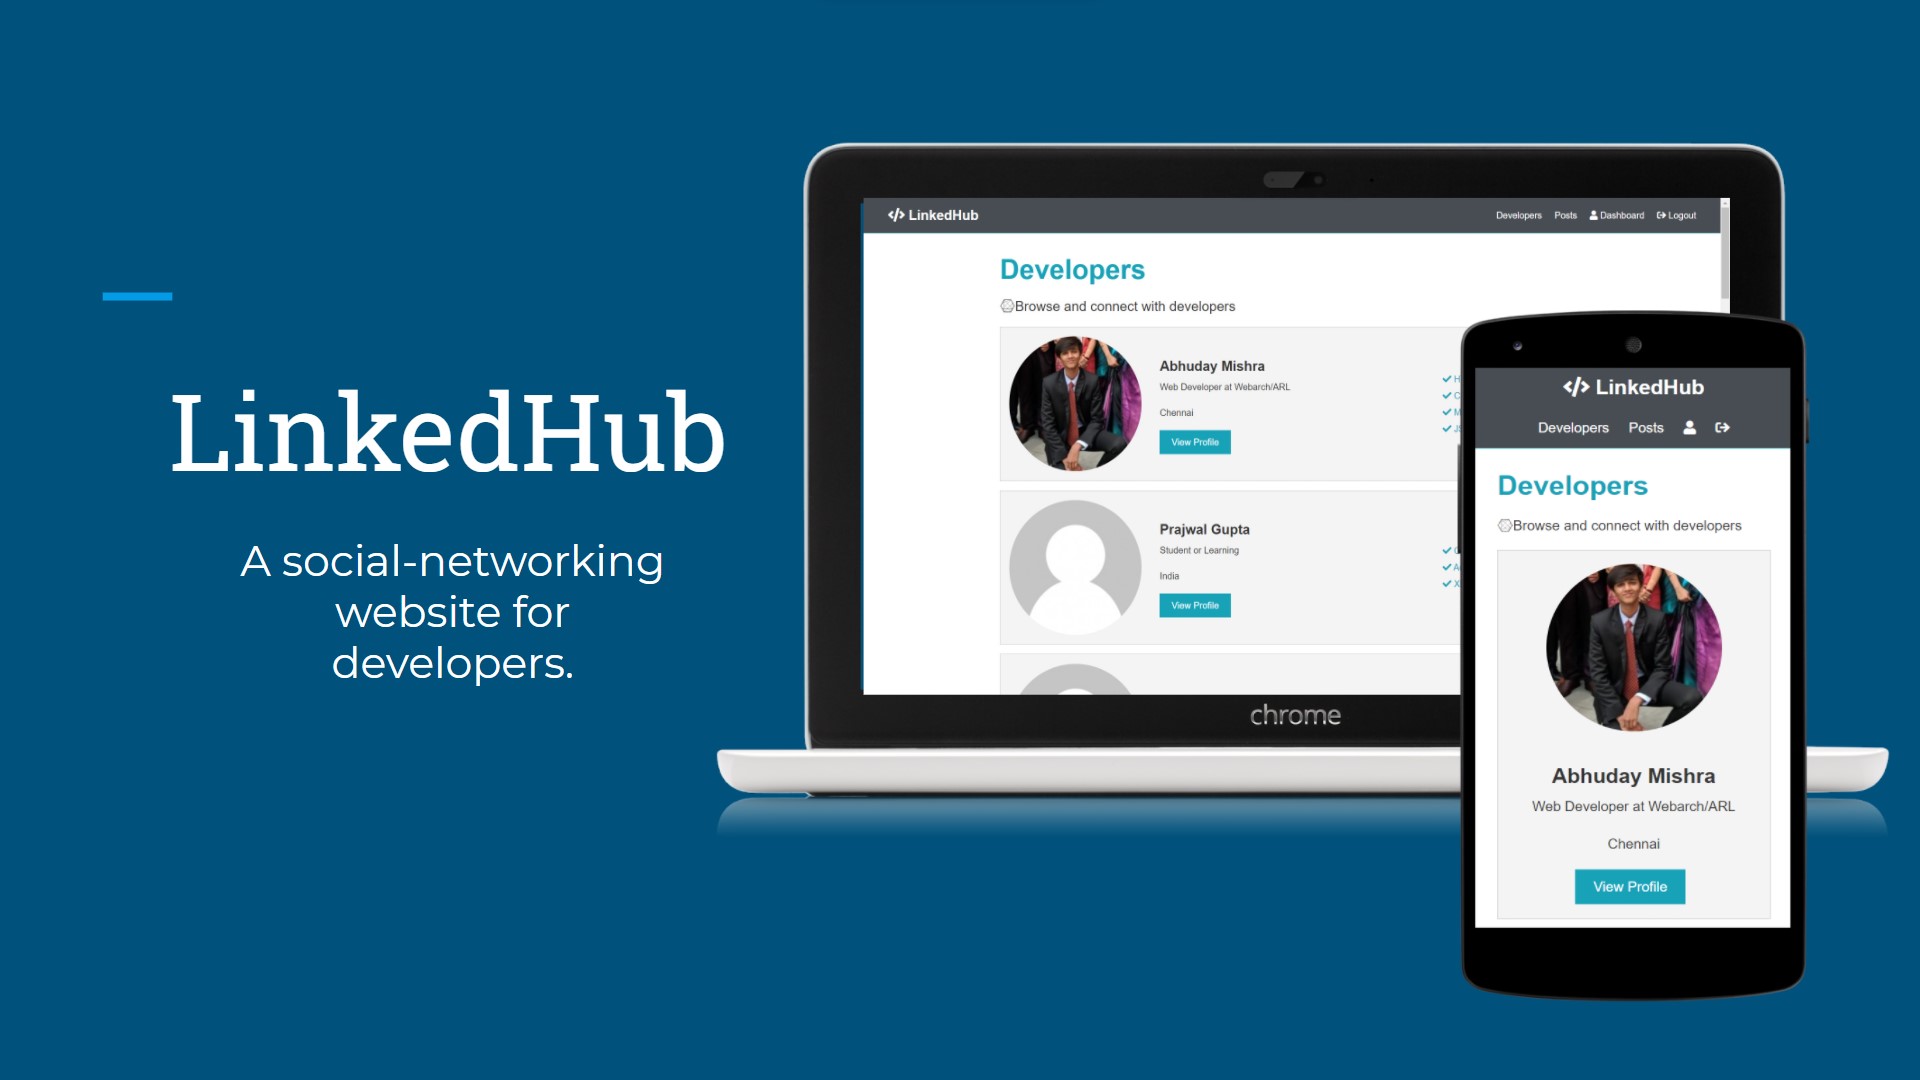 LinkedHub
A social-networking
website for
developers.
</> LinkedHub
Developers Posts Dashboard Logout
Developers
Browse and connect with developers
Abhuday Mishra
Web Developer at Webarch/ARL
Chennai
View Profile
Prajwal Gupta
Student or Learning
India
View Profile
chrome
</> LinkedHub
Developers Posts
Developers
Browse and connect with developers
Abhuday Mishra
Web Developer at Webarch/ARL
Chennai
View Profile